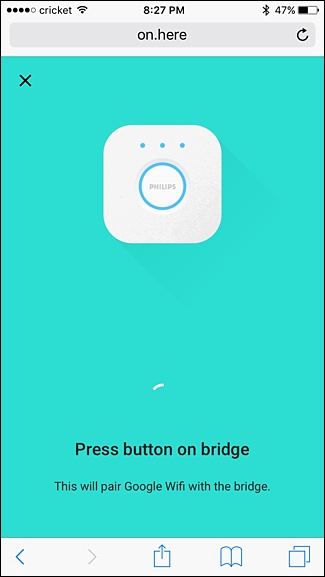 cricket 8:27 PM 47%
on.here
PHILIPS
Press button on bridge
This will pair Google Wifi with the bridge.